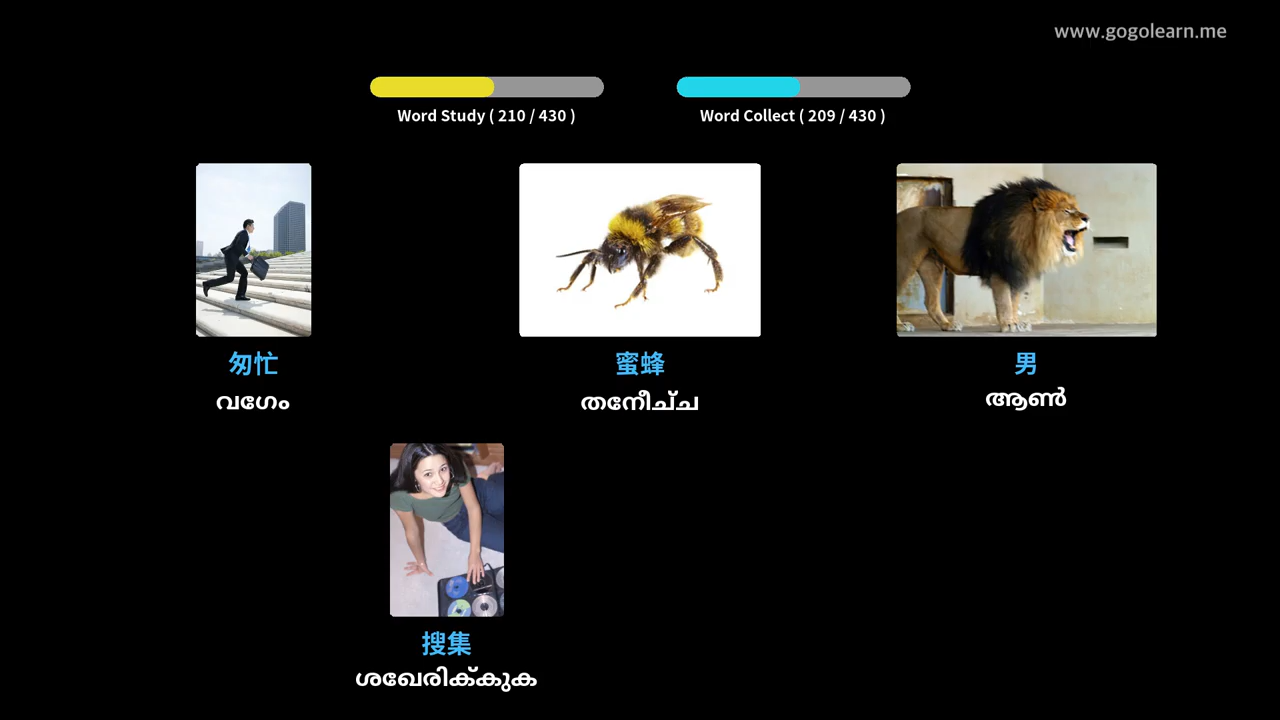 www.gogolearn.me
Word Study ( 210 / 430 )
Word Collect ( 209 / 430 )
匆忙
വഗേം
蜜蜂
തനേീച്ച
男
ആൺ
搜集
ശഖേരിക്കുക